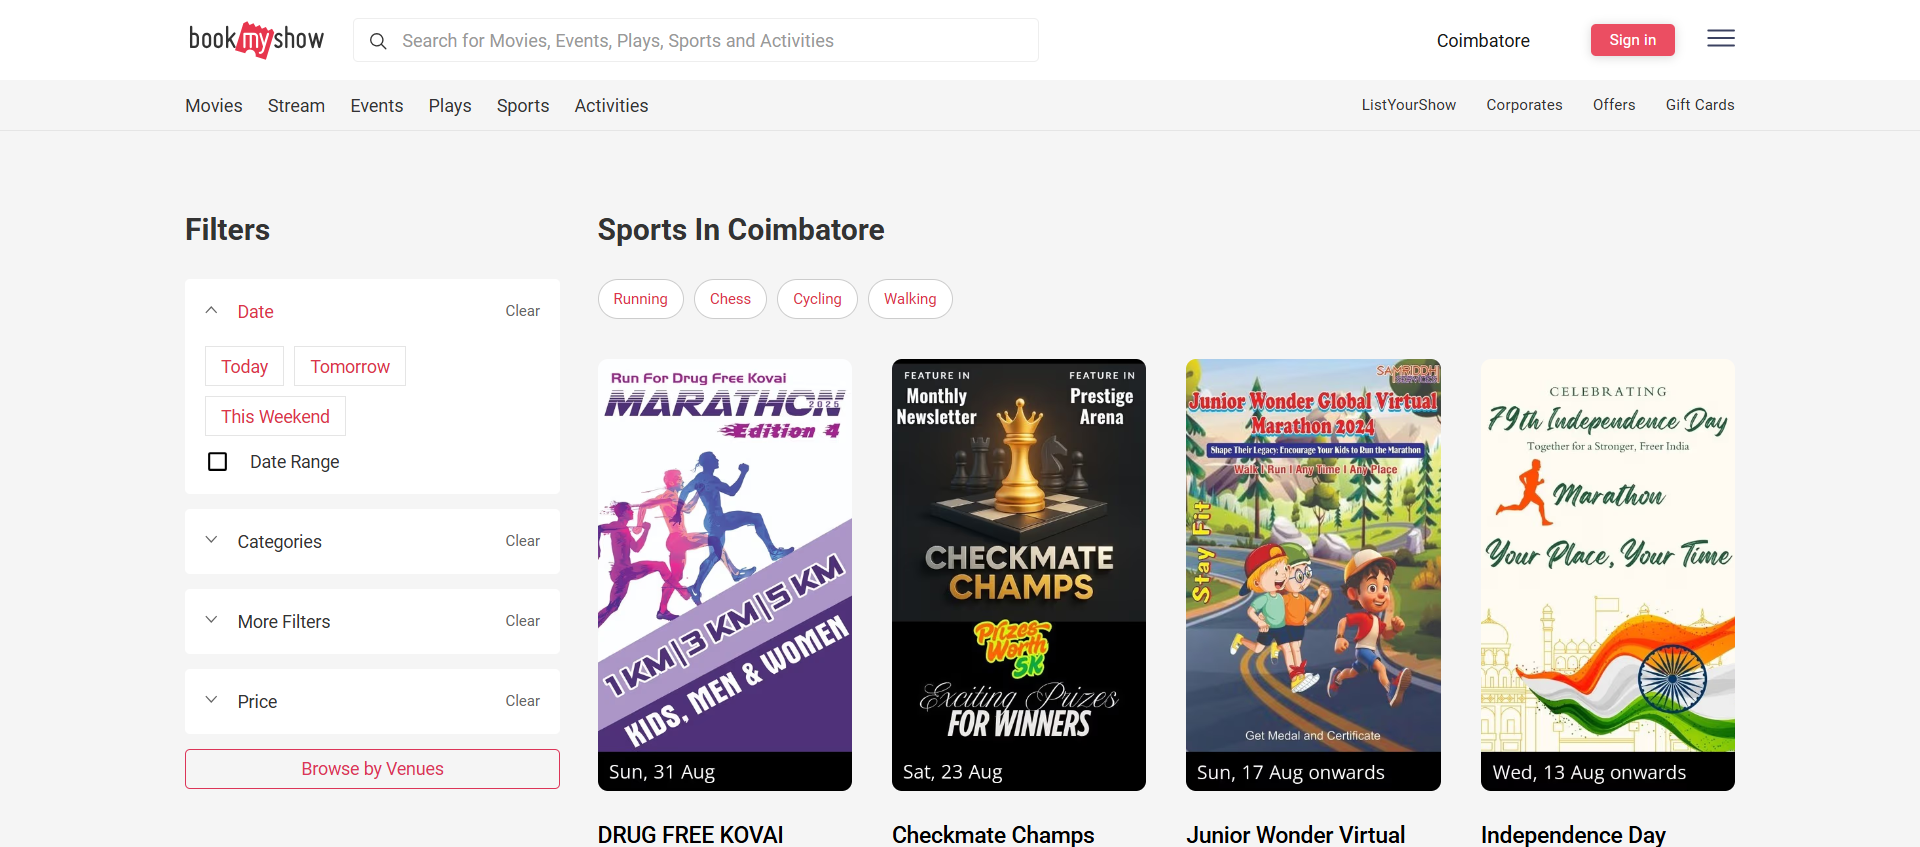 bookmyshow
Search for Movies, Events, Plays, Sports and Activities
Coimbatore
Sign in
Movies
Stream
Events
Plays
Sports
Activities
ListYourShow
Corporates
Offers
Gift Cards
Filters
Date
Clear
Today
Tomorrow
This Weekend
Date Range
Categories
Clear
More Filters
Clear
Price
Clear
Browse by Venues
Sports In Coimbatore
Running
Chess
Cycling
Walking
Run For Drug Free Kovai
MARATHON
2025
Edition 4
1 KM|3 KM|5 KM
KIDS, MEN & WOMEN
Sun, 31 Aug
DRUG FREE KOVAI
FEATURE IN
Monthly
Newsletter
FEATURE IN
Prestige
Arena
CHECKMATE
CHAMPS
Prizes
Worth
5K
Exciting Prizes
FOR WINNERS
Sat, 23 Aug
Checkmate Champs
SAMRIDDHI
SERVICES
Junior Wonder Global Virtual
Marathon 2024
Shape Their Legacy: Encourage Your Kids to Run the Marathon
Walk I Run I Any Time I Any Place
Stay Fit
Get Medal and Certificate
Sun, 17 Aug onwards
Junior Wonder Virtual
CELEBRATING
79th Independence Day
Together for a Stronger, Freer India
Marathon
Your Place, Your Time
Wed, 13 Aug onwards
Independence Day